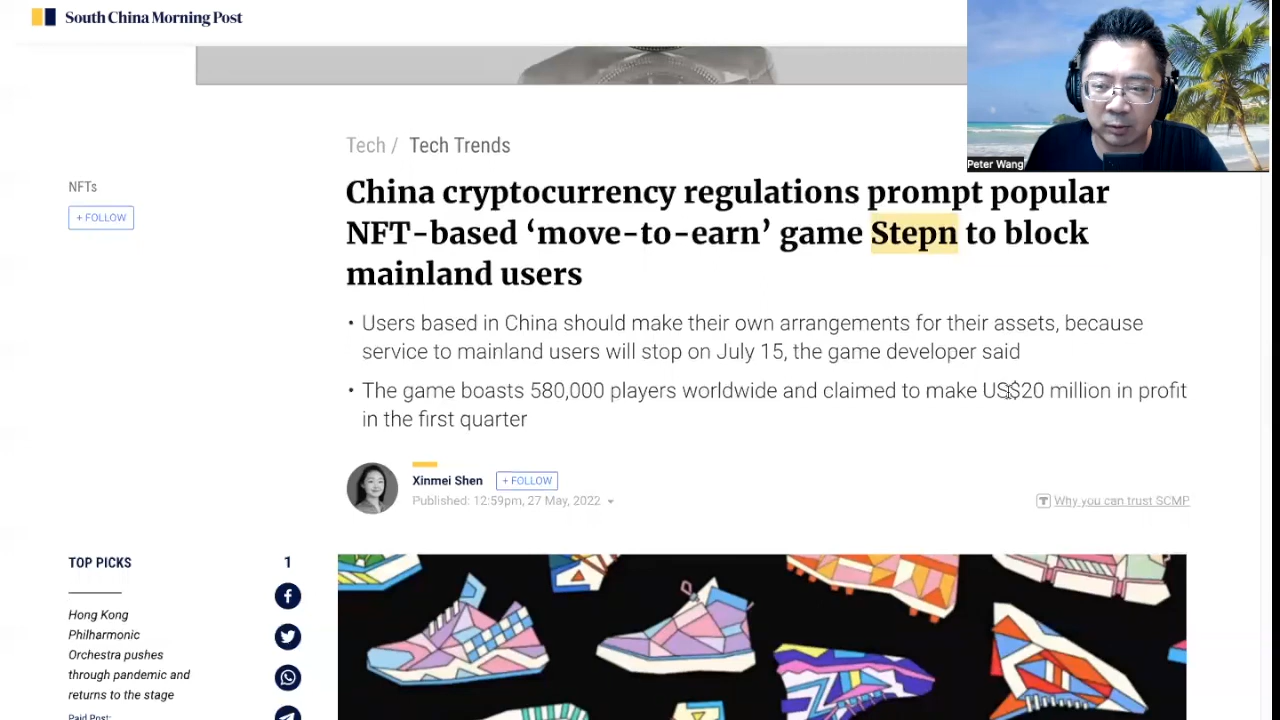 South China Morning Post
Peter Wang
Tech / Tech Trends
NFTs
+ FOLLOW
China cryptocurrency regulations prompt popular
NFT-based ‘move-to-earn’ game Stepn to block
mainland users
• Users based in China should make their own arrangements for their assets, because
service to mainland users will stop on July 15, the game developer said
• The game boasts 580,000 players worldwide and claimed to make US$20 million in profit
in the first quarter
Xinmei Shen
+ FOLLOW
Published: 12:59pm, 27 May, 2022
Why you can trust SCMP
TOP PICKS
1
Hong Kong
Philharmonic
Orchestra pushes
through pandemic and
returns to the stage
Paid Post: